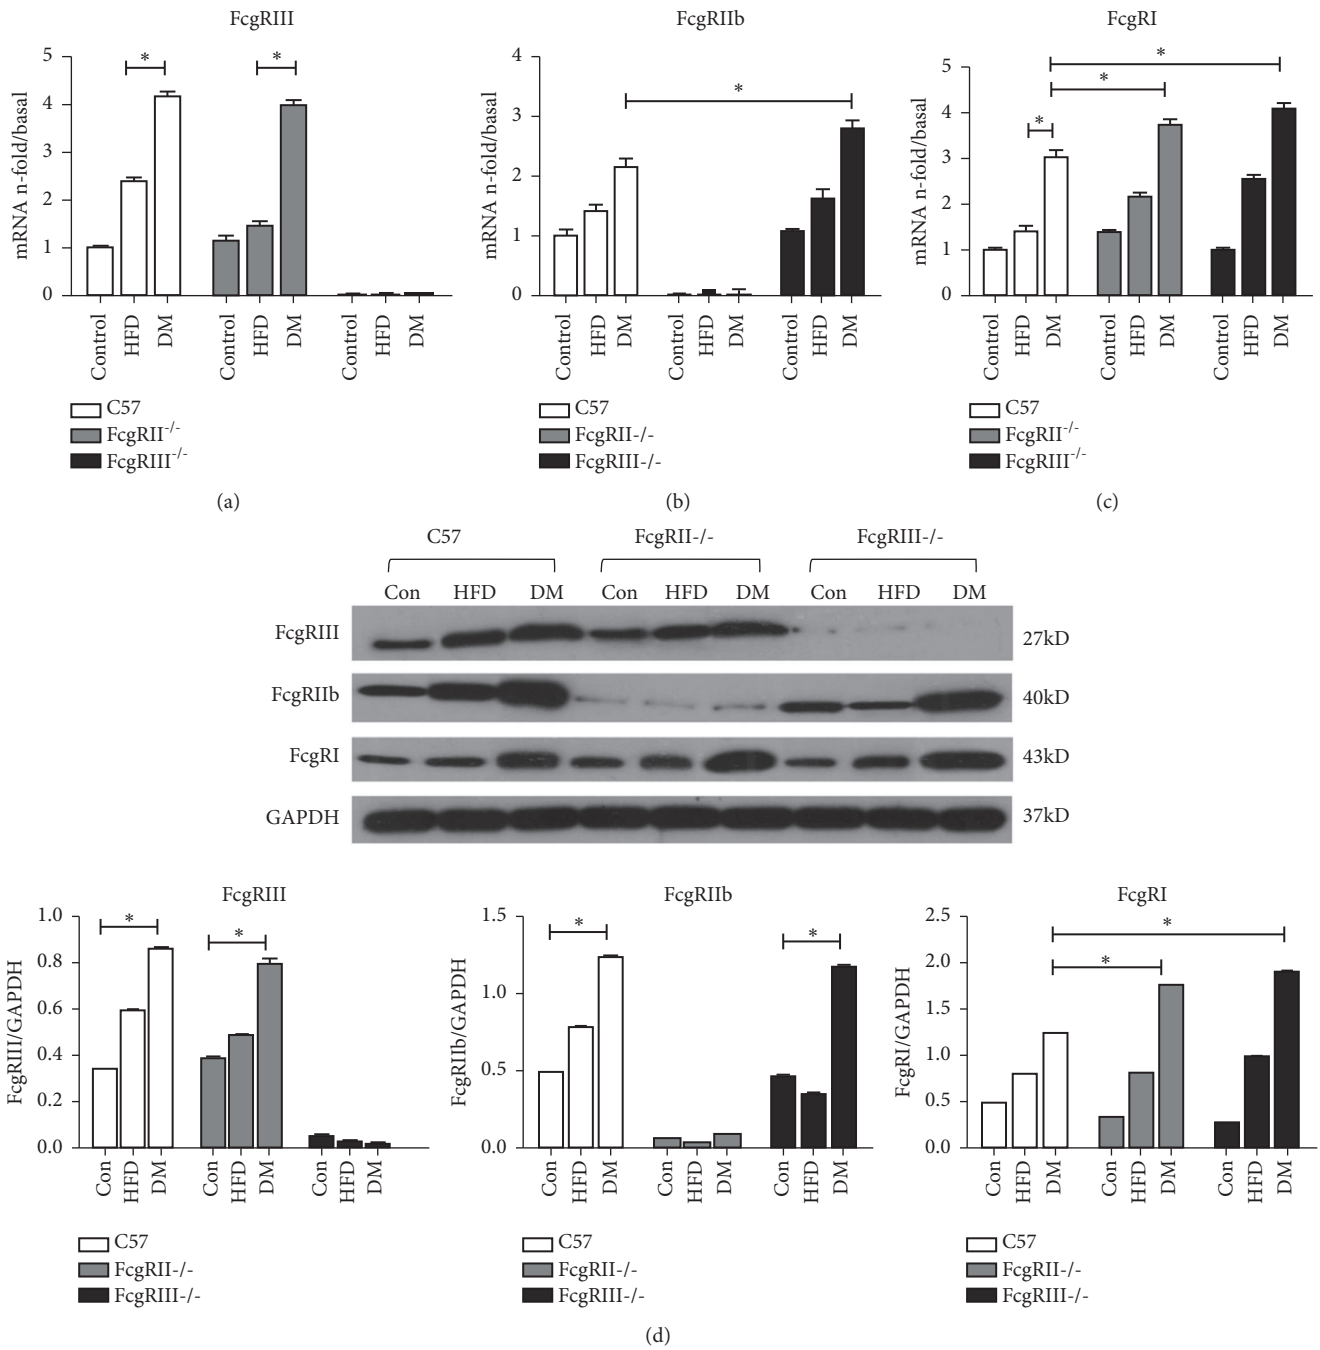 FcgRIII
mRNA n-fold/basal
5
4
3
2
1
0
*
*
Control
HFD
DM
Control
HFD
DM
Control
HFD
DM
C57
FcgRII-/-
FcgRIII-/-
(a)
FcgRIIb
mRNA n-fold/basal
4
3
2
1
0
*
Control
HFD
DM
Control
HFD
DM
Control
HFD
DM
C57
FcgRII-/-
FcgRIII-/-
(b)
FcgRI
mRNA n-fold/basal
5
4
3
2
1
0
*
*
*
Control
HFD
DM
Control
HFD
DM
Control
HFD
DM
C57
FcgRII-/-
FcgRIII-/-
(c)
C57 FcgRII-/- FcgRIII-/-
Con HFD DM Con HFD DM Con HFD DM
FcgRIII 27kD
FcgRIIb 40kD
FcgRI 43kD
GAPDH 37kD
FcgRIII
FcgRIII/GAPDH
1.0
0.8
0.6
0.4
0.2
0.0
*
*
Con
HFD
DM
Con
HFD
DM
Con
HFD
DM
C57
FcgRII-/-
FcgRIII-/-
FcgRIIb
FcgRIIb/GAPDH
1.5
1.0
0.5
0.0
*
*
Con
HFD
DM
Con
HFD
DM
Con
HFD
DM
C57
FcgRII-/-
FcgRIII-/-
FcgRI
FcgRI/GAPDH
2.5
2.0
1.5
1.0
0.5
0.0
*
*
Con
HFD
DM
Con
HFD
DM
Con
HFD
DM
C57
FcgRII-/-
FcgRIII-/-
(d)